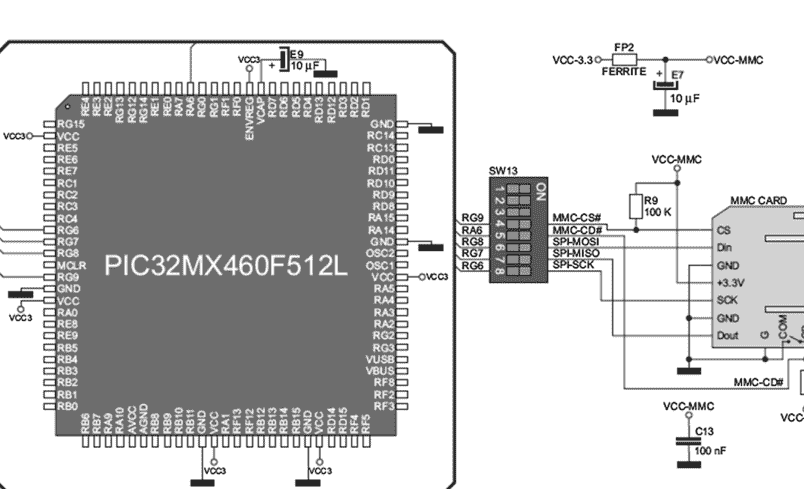 VCC3
E9
10 µF
RE4
RE3
RE2
RG13
RG12
RG14
RE1
RE0
RA7
RA6
RG0
RG1
RF1
RF0
ENVREG
VCAP
RD7
RD6
RD5
RD4
RD13
RD12
RD3
RD2
RD1
VCC3
RG15
VCC
RE5
RE6
RE7
RC1
RC2
RC3
RC4
RG6
RG7
RG8
MCLR
RG9
GND
VCC
RA0
RE8
RE9
RB5
RB4
RB3
RB2
RB1
RB0
VCC3
PIC32MX460F512L
GND
RC14
RC13
RD0
RD11
RD10
RD9
RD8
RA15
RA14
GND
OSC2
OSC1
VCC
RA5
RA4
RA3
RA2
RG2
RG3
VUSB
VBUS
RF8
RF2
RF3
VCC3
RB6
RB7
RA9
RA10
AVCC
AGND
RB8
RB9
RB10
RB11
GND
VCC
RA1
RF13
RF12
RB12
RB13
RB14
RB15
GND
VCC
RD14
RD15
RF4
RF5
VCC3
VCC3
VCC-3.3
FP2
FERRITE
VCC-MMC
E7
10 µF
SW13
1
2
3
4
5
6
7
8
ON
RG9
RA6
RG8
RG7
RG6
MMC-CS#
MMC-CD#
SPI-MOSI
SPI-MISO
SPI-SCK
VCC-MMC
R9
100 K
MMC CARD
CS
Din
GND
+3.3V
SCK
GND
Dout
G
COM
MMC-CD#
VCC-MMC
C13
100 nF